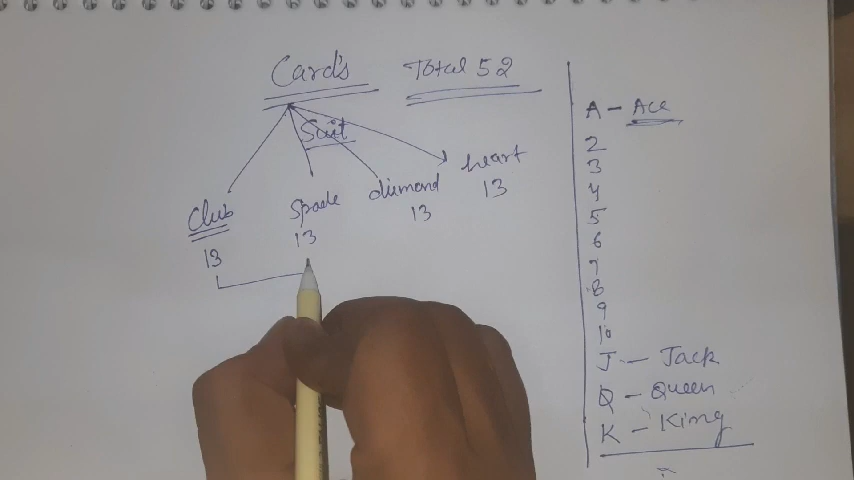 Card's Total 52
Suit
Club Spade diamond heart
13 13 13 13
A - Ace
2
3
4
5
6
7
8
9
10
J - Jack
Q - Queen
K - King